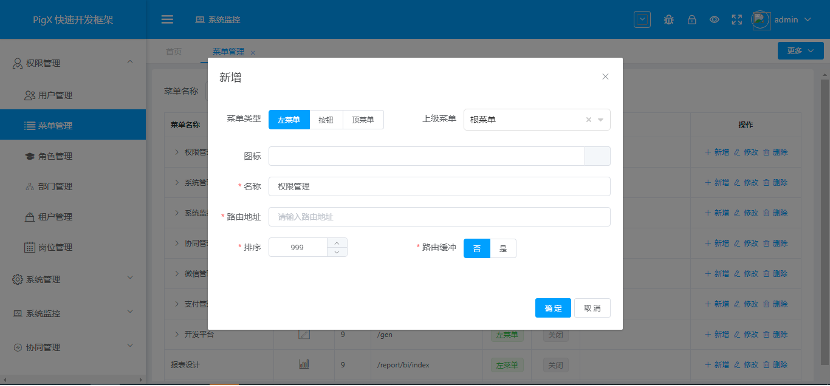 PigX 快速开发框架
系统监控
admin
首页
菜单管理
更多
权限管理
用户管理
菜单管理
角色管理
部门管理
租户管理
岗位管理
系统管理
系统监控
协同管理
菜单名称
菜单名称
操作
权限管
新增 修改 删除
系统管
新增 修改 删除
系统监
新增 修改 删除
协同管
新增 修改 删除
微信管
新增 修改 删除
支付管
新增 修改 删除
开发平台 9 /gen 左菜单 关闭 新增 修改 删除
报表设计 9 /report/bi/index 左菜单 关闭 新增 修改 删除
新增
菜单类型 左菜单 按钮 顶菜单 上级菜单 根菜单
图标
* 名称 权限管理
* 路由地址 请输入路由地址
* 排序 999 * 路由缓冲 否 是
确 定 取 消